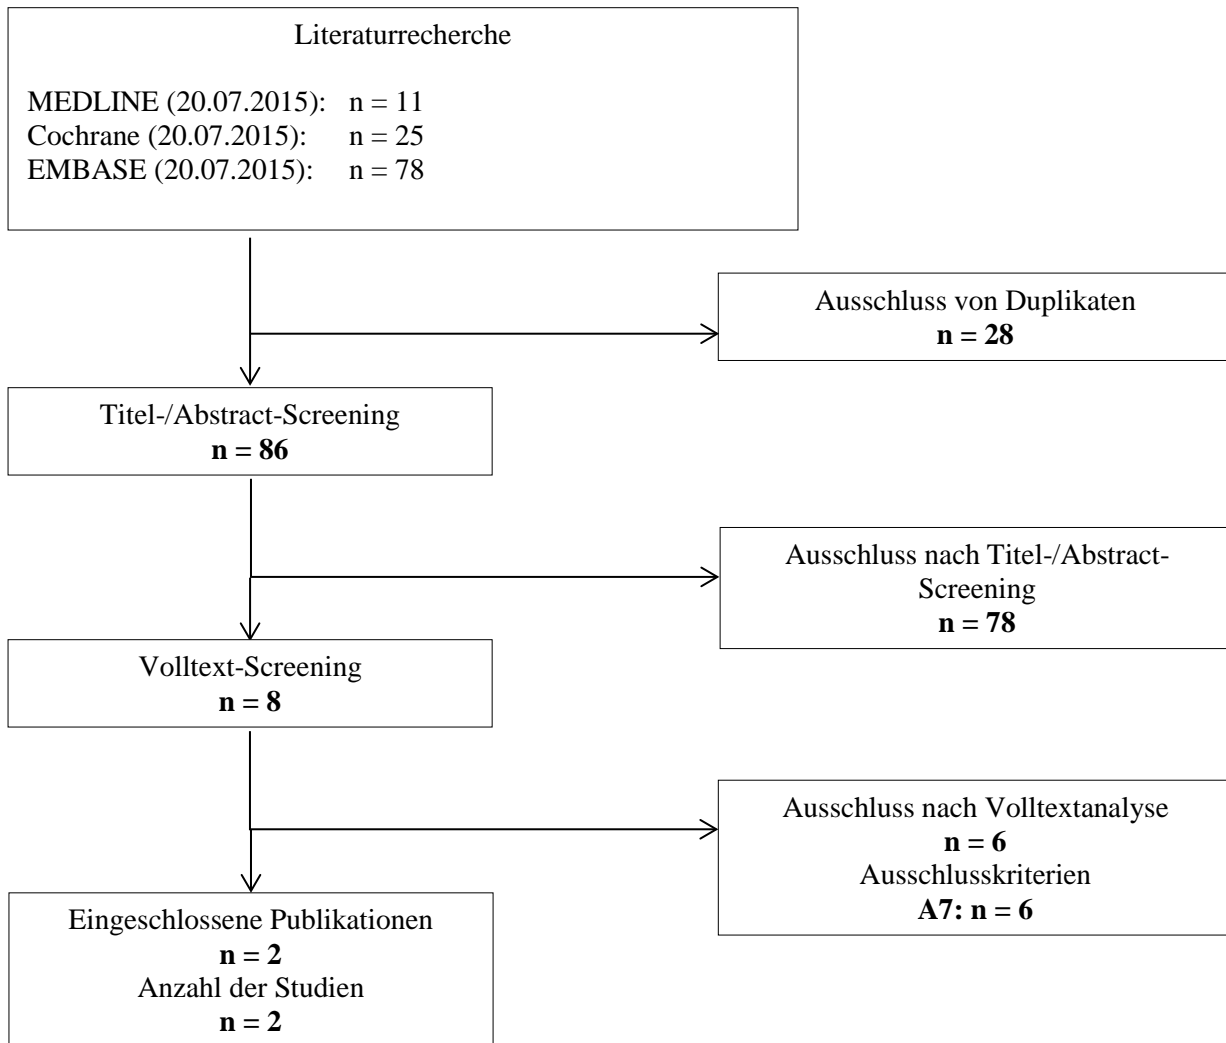 Literaturrecherche
MEDLINE (20.07.2015): n = 11
Cochrane (20.07.2015): n = 25
EMBASE (20.07.2015): n = 78
Ausschluss von Duplikaten
n = 28
Titel-/Abstract-Screening
n = 86
Ausschluss nach Titel-/Abstract-
Screening
n = 78
Volltext-Screening
n = 8
Ausschluss nach Volltextanalyse
n = 6
Ausschlusskriterien
A7: n = 6
Eingeschlossene Publikationen
n = 2
Anzahl der Studien
n = 2